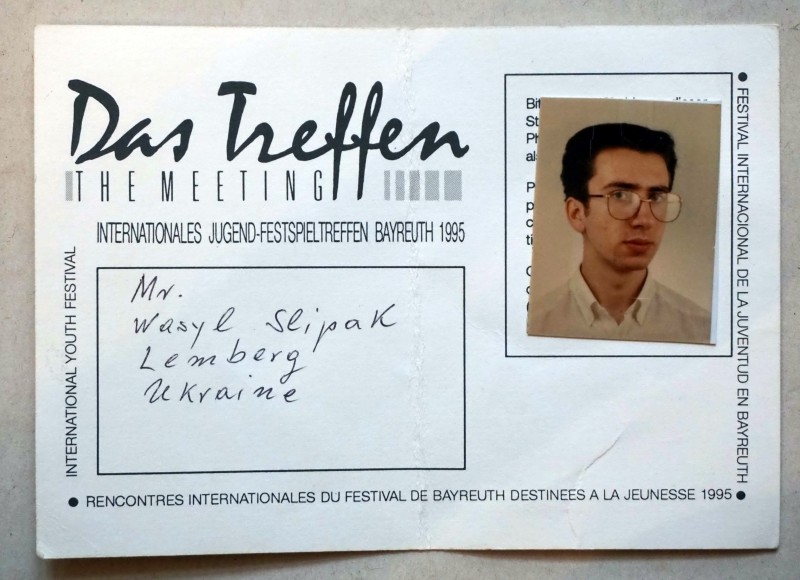 Das Treffen
THE MEETING
INTERNATIONALES JUGEND-FESTSPIELTREFFEN BAYREUTH 1995
Mr.
Wasyl Slipak
Lemberg
Ukraine
INTERNATIONAL YOUTH FESTIVAL
RENCONTRES INTERNATIONALES DU FESTIVAL DE BAYREUTH DESTINEES A LA JEUNESSE 1995
FESTIVAL INTERNACIONAL DE LA JUVENTUD EN BAYREUTH